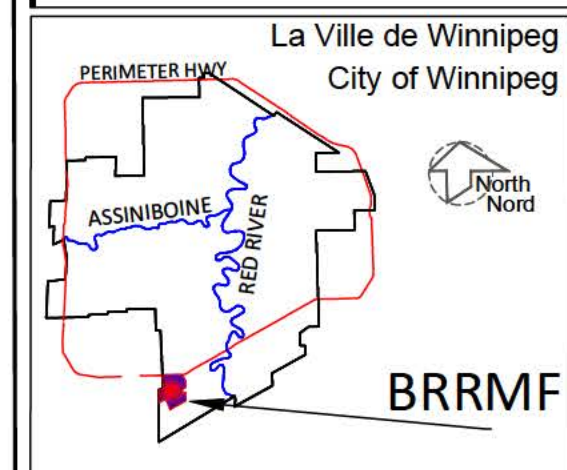 La Ville de Winnipeg
City of Winnipeg
PERIMETER HWY
North
Nord
ASSINIBOINE
RED RIVER
BRRMF